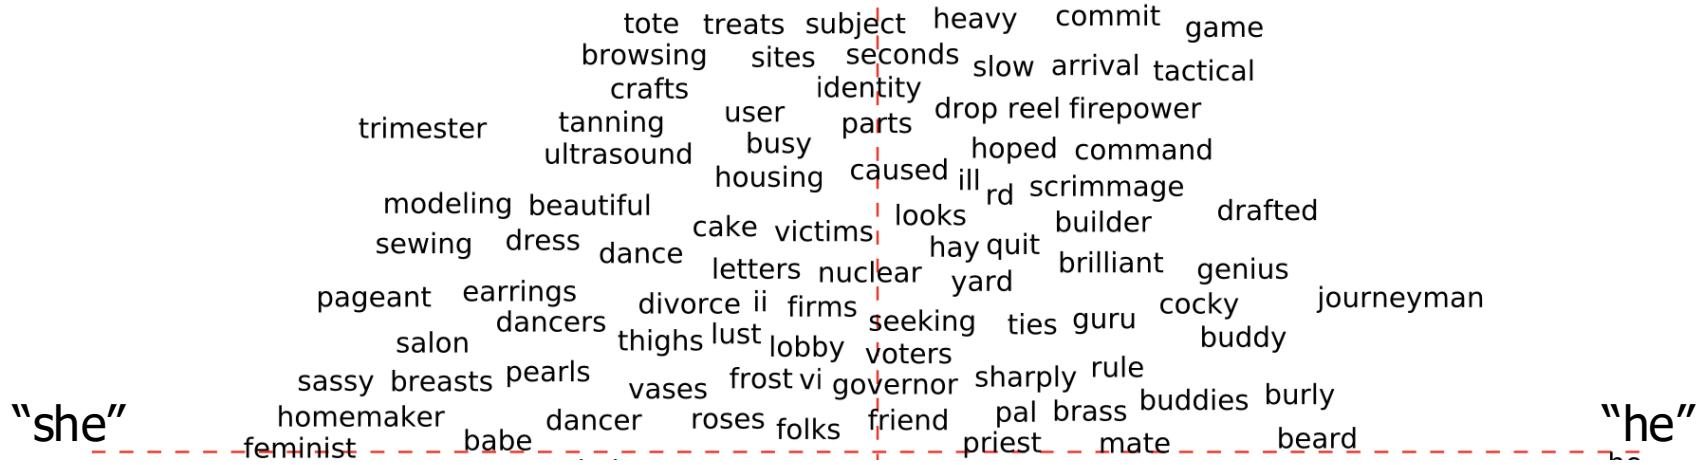 tote treats subject heavy commit game
browsing sites seconds slow arrival tactical
crafts identity
trimester tanning user parts drop reel firepower
ultrasound busy hoped command
housing caused ill rd scrimmage
modeling beautiful looks builder drafted
sewing dress dance cake victims hay quit
letters nuclear yard brilliant genius
pageant earrings divorce ii firms cocky journeyman
dancers seeking ties guru
salon thighs lust lobby voters buddy
sassy breasts pearls vases frost vi governor sharply rule
“she” homemaker dancer roses folks friend pal brass buddies burly “he”
feminist babe priest mate beard